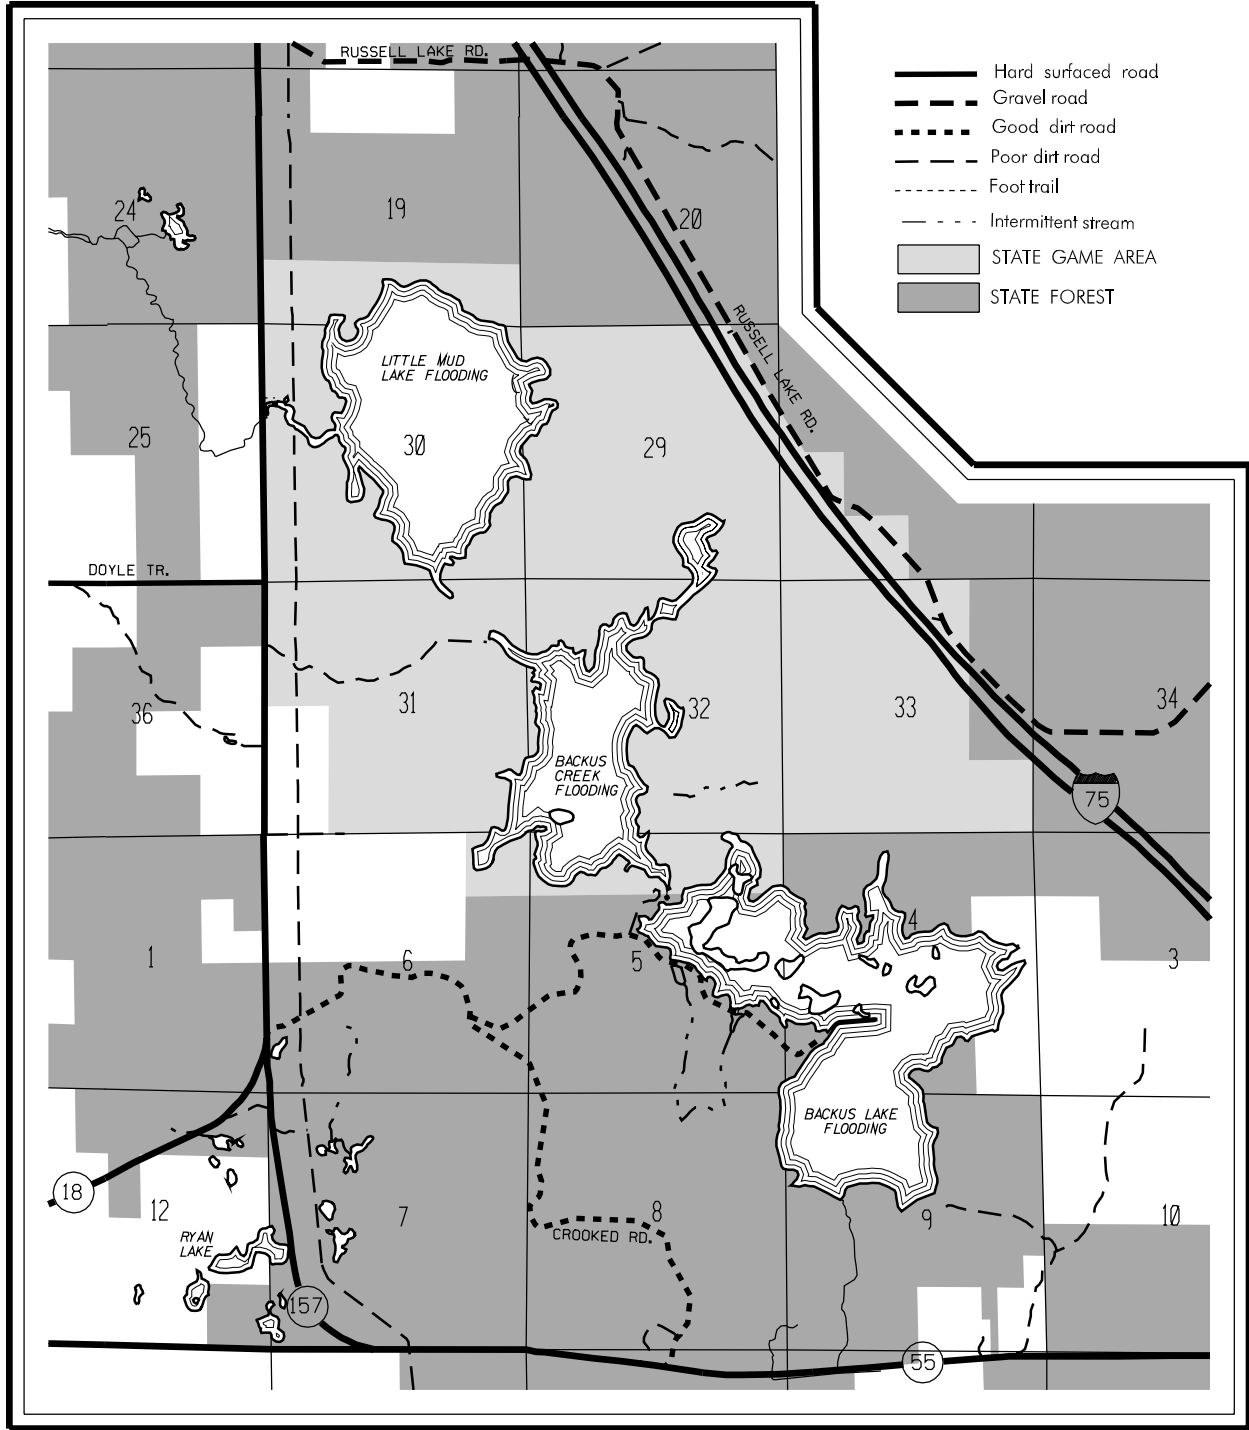 RUSSELL LAKE RD.
Hard surfaced road
Gravel road
Good dirt road
Poor dirt road
Foot trail
Intermittent stream
STATE GAME AREA
STATE FOREST
24
19
20
RUSSELL LAKE RD.
LITTLE MUD
LAKE FLOODING
25
30
29
DOYLE TR.
36
31
32
33
34
BACKUS
CREEK
FLOODING
75
1
6
5
4
3
BACKUS LAKE
FLOODING
18
12
7
8
9
10
RYAN
LAKE
CROOKED RD.
157
55